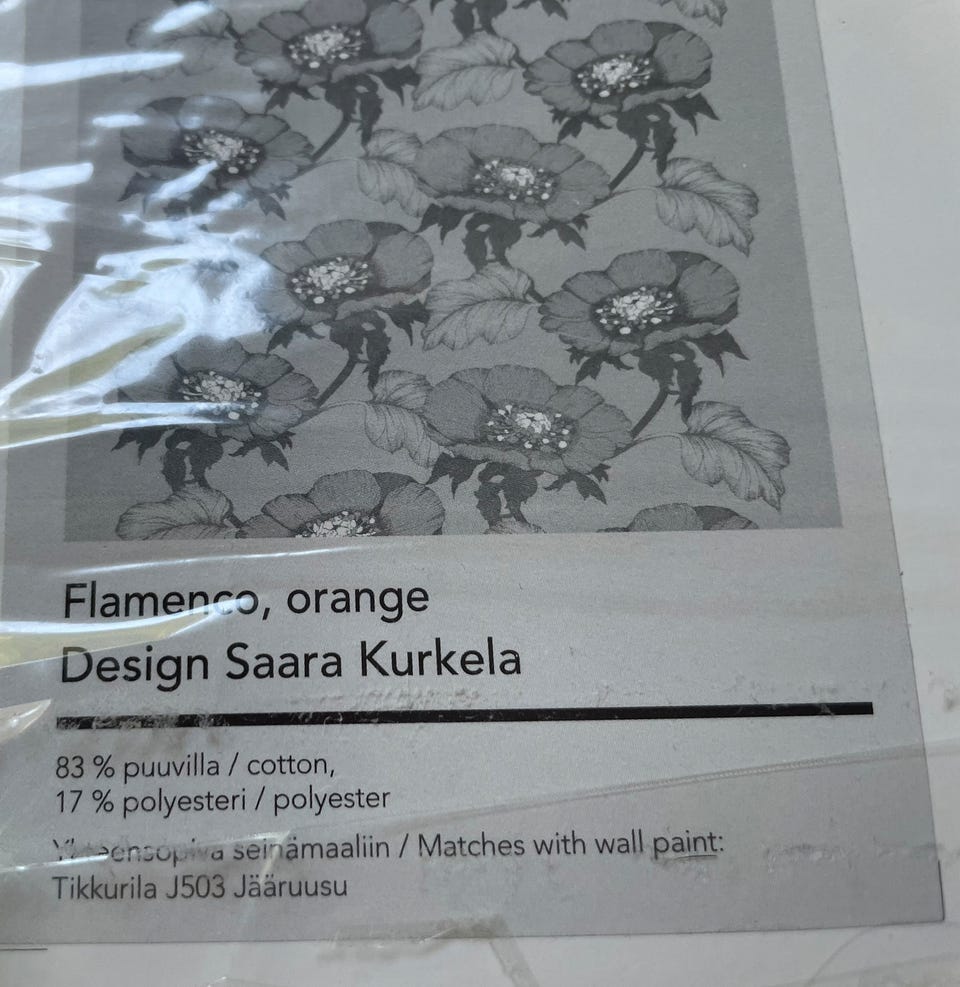 Flamenco, orange
Design Saara Kurkela
83 % puuvilla / cotton,
17 % polyesteri / polyester
Yhteensopiva seinämaaliin / Matches with wall paint:
Tikkurila J503 Jääruusu